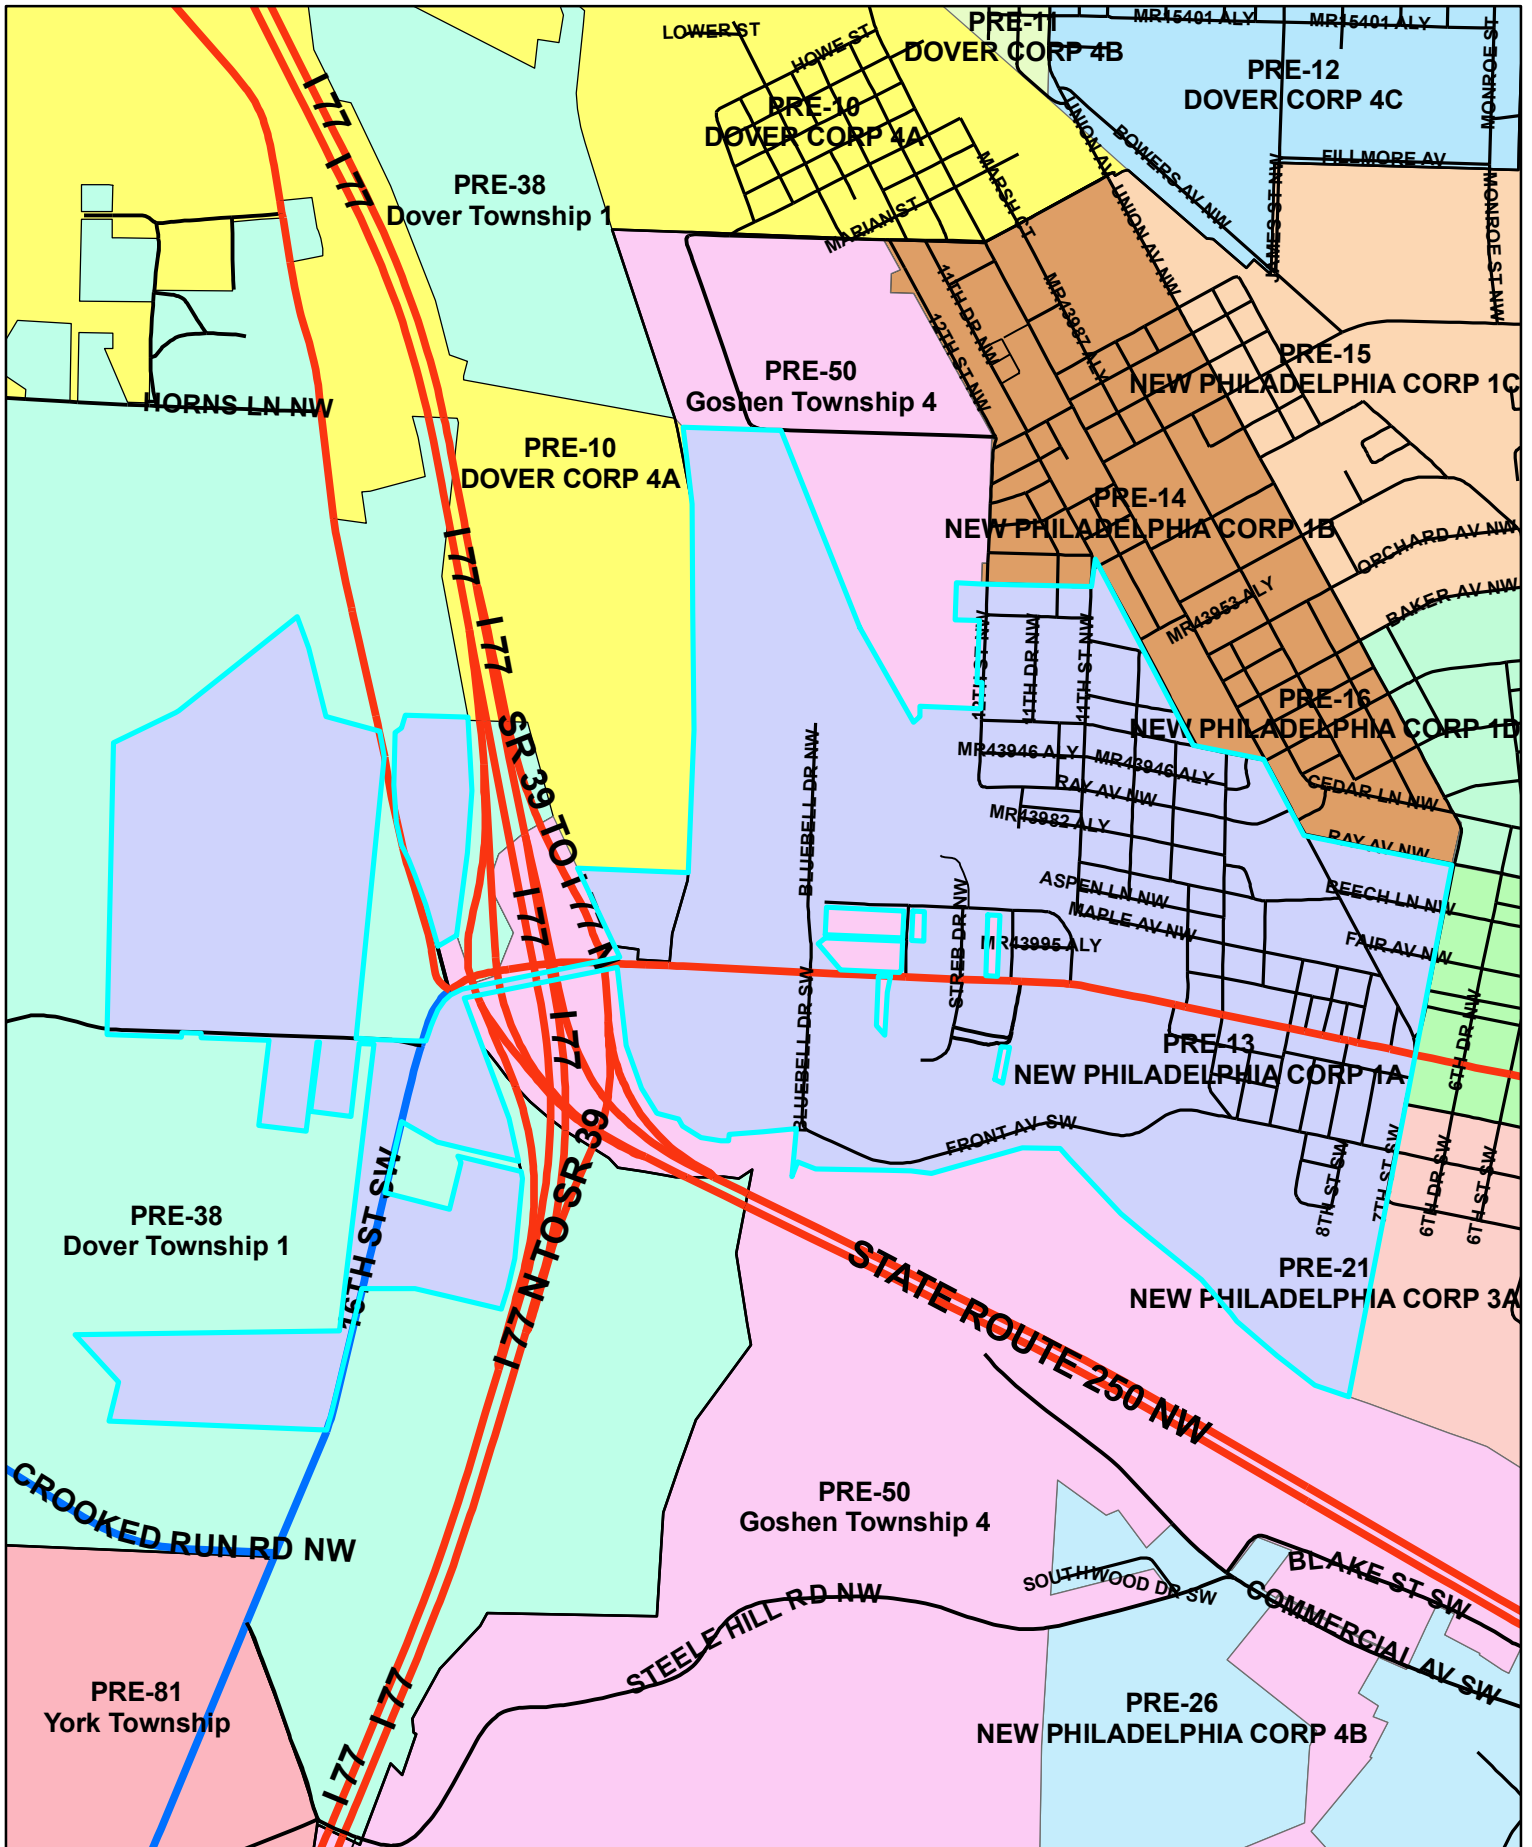 LOWER ST
HOWE ST
PRE-11
DOVER CORP 4B
MR15401 ALY
MR15401 ALY
MONROE ST
PRE-12
DOVER CORP 4C
PRE-10
DOVER CORP 4A
I 77
I 77
UNION AV
BOWERS AV NW
FILLMORE AV
PRE-38
Dover Township 1
MARSH CT
MARIAN ST
UNION AV NW
JAMES ST NW
MONROE ST NW
11TH DR NW
MR43987 ALY
12TH ST NW
PRE-15
NEW PHILADELPHIA CORP 1C
PRE-50
Goshen Township 4
HORNS LN NW
PRE-10
DOVER CORP 4A
PRE-14
NEW PHILADELPHIA CORP 1B
ORCHARD AV NW
I 77
I 77
BAKER AV NW
MR43953 ALY
12TH ST NW
11TH DR NW
11TH ST NW
PRE-16
NEW PHILADELPHIA CORP 1D
SR 39 TO I 77 N
BLUEBELL DR NW
MR43946 ALY
MR43946 ALY
RAY AV NW
CEDAR LN NW
MR43982 ALY
RAY AV NW
ASPEN LN NW
BEECH LN NW
STREB DR NW
MAPLE AV NW
I 77
MR43995 ALY
FAIR AV NW
BLUEBELL DR SW
I 77
PRE-13
NEW PHILADELPHIA CORP 1A
6TH DR NW
FRONT AV SW
I 77 N TO SR 39
16TH ST SW
8TH ST SW
7TH ST SW
6TH DR SW
6TH ST SW
PRE-38
Dover Township 1
STATE ROUTE 250 NW
PRE-21
NEW PHILADELPHIA CORP 3A
CROOKED RUN RD NW
PRE-50
Goshen Township 4
BLAKE ST SW
SOUTHWOOD DR SW
COMMERCIAL AV SW
STEELE HILL RD NW
PRE-81
York Township
I 77
I 77
PRE-26
NEW PHILADELPHIA CORP 4B